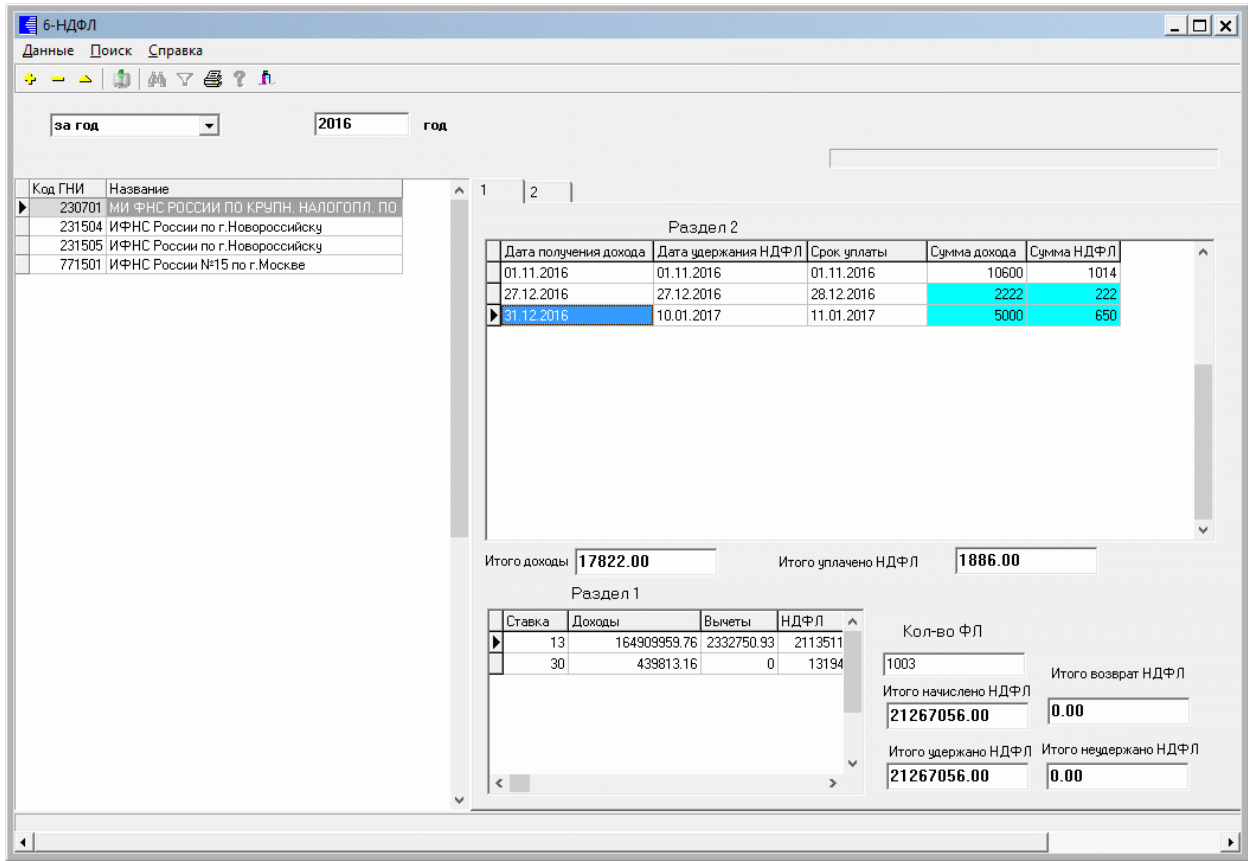 6-НДФЛ
Данные Поиск Справка
за год 2016 год
Код ГНИ Название
230701 МИ ФНС РОССИИ ПО КРУПН. НАЛОГОПЛ. ПО
231504 ИФНС России по г.Новороссийску
231505 ИФНС России по г.Новороссийску
771501 ИФНС России №15 по г.Москве
1 2
Раздел 2
Дата получения дохода Дата удержания НДФЛ Срок уплаты Сумма дохода Сумма НДФЛ
01.11.2016 01.11.2016 01.11.2016 10600 1014
27.12.2016 27.12.2016 28.12.2016 2222 222
31.12.2016 10.01.2017 11.01.2017 5000 650
Итого доходы 17822.00 Итого уплачено НДФЛ 1886.00
Раздел 1
Ставка Доходы Вычеты НДФЛ
13 164909959.76 2332750.93 2113511
30 439813.16 0 13194
Кол-во ФЛ
1003
Итого возврат НДФЛ
0.00
Итого начислено НДФЛ
21267056.00
Итого удержано НДФЛ
21267056.00
Итого неудержано НДФЛ
0.00